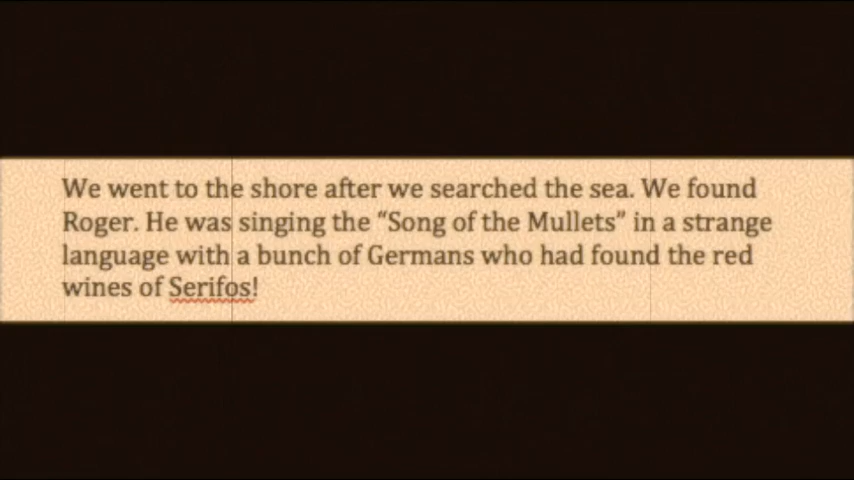 We went to the shore after we searched the sea. We found
Roger. He was singing the “Song of the Mullets” in a strange
language with a bunch of Germans who had found the red
wines of Serifos!